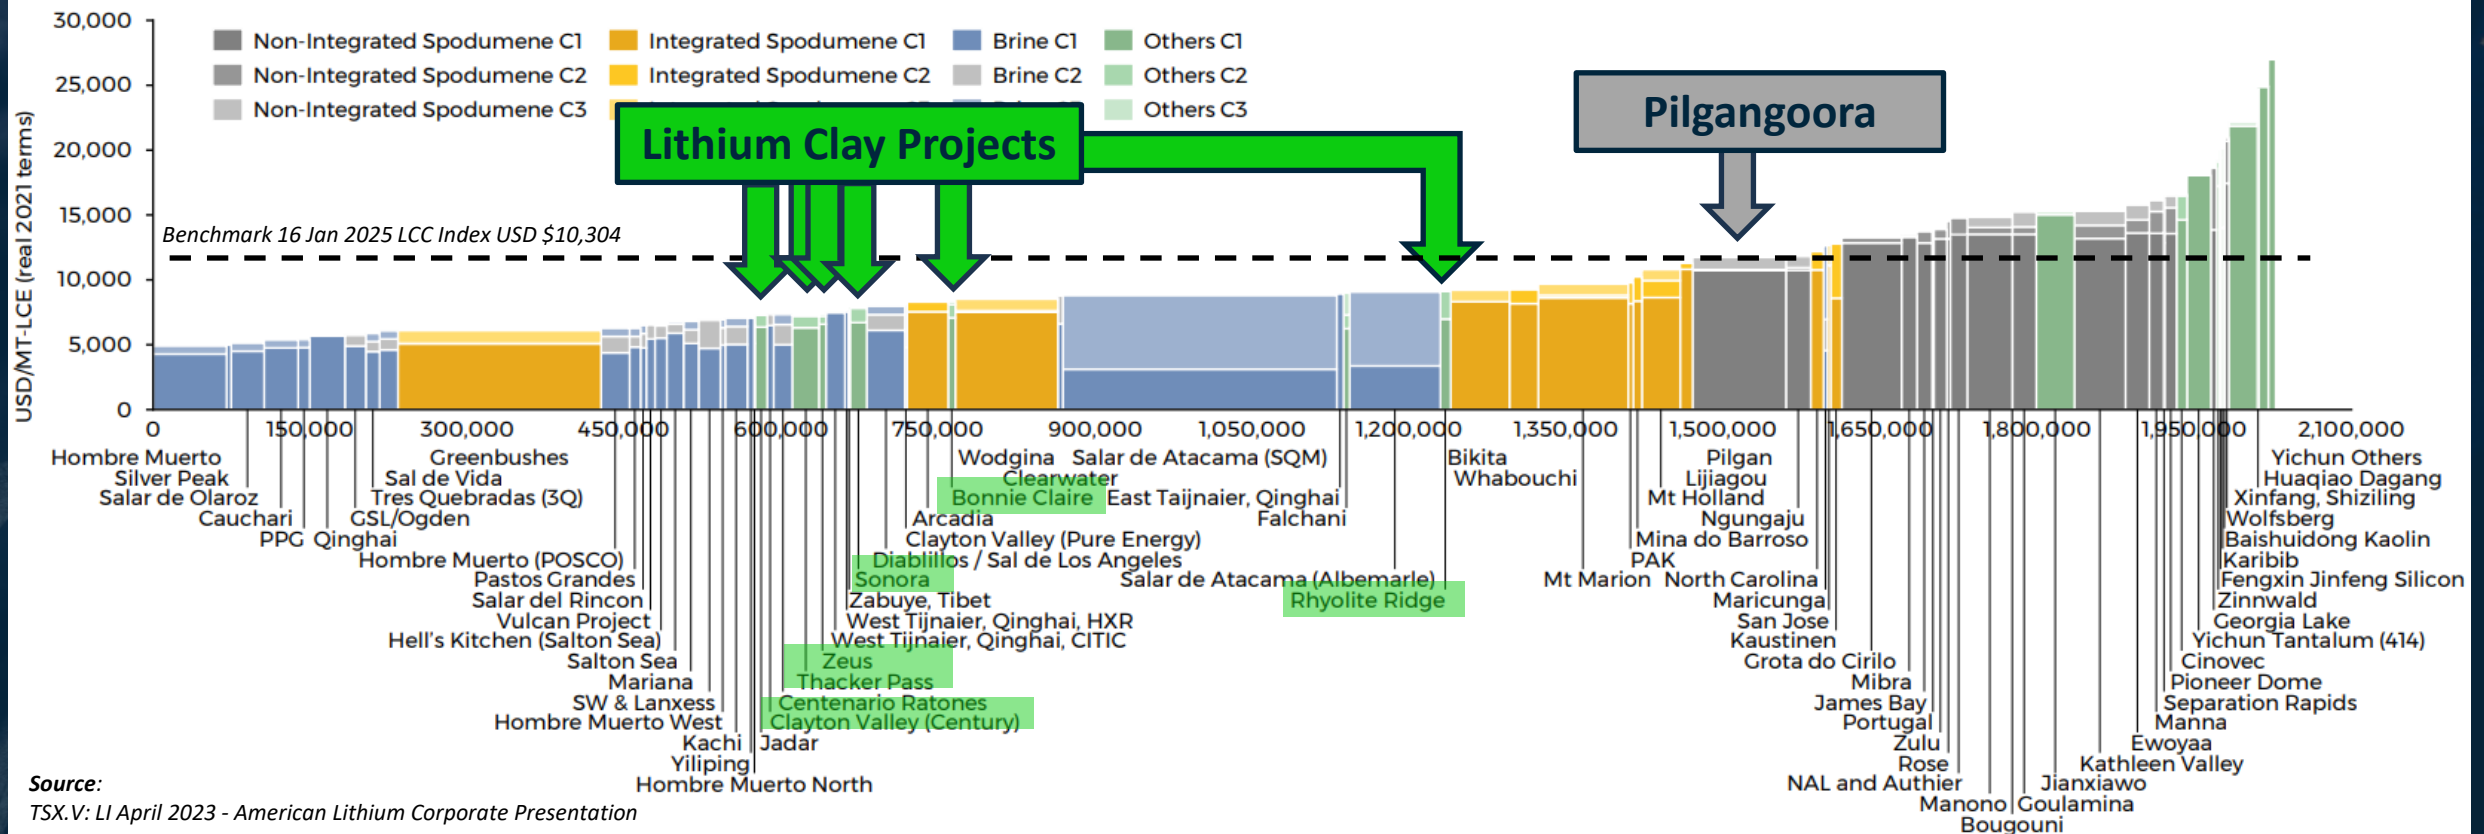 30,000
25,000
20,000
15,000
10,000
5,000
0
USD/MT-LCE (real 2021 terms)
Non-Integrated Spodumene C1
Integrated Spodumene C1
Brine C1
Others C1
Non-Integrated Spodumene C2
Integrated Spodumene C2
Brine C2
Others C2
Non-Integrated Spodumene C3
Others C3
Lithium Clay Projects
Pilgangoora
Benchmark 16 Jan 2025 LCC Index USD $10,304
0
150,000
300,000
450,000
600,000
750,000
900,000
1,050,000
1,200,000
1,350,000
1,500,000
1,650,000
1,800,000
1,950,000
2,100,000
Hombre Muerto
Greenbushes
Wodgina
Salar de Atacama (SQM)
Bikita
Pilgan
Yichun Others
Silver Peak
Sal de Vida
Clearwater
Whabouchi
Lijiagou
Huaqiao Dagang
Salar de Olaroz
Tres Quebradas (3Q)
Bonnie Claire
East Taijnaier, Qinghai
Mt Holland
Xinfang, Shiziling
Cauchari
GSL/Ogden
Arcadia
Falchani
Ngungaju
Wolfsberg
PPG
Qinghai
Clayton Valley (Pure Energy)
Mina do Barroso
Baishuidong Kaolin
Hombre Muerto (POSCO)
Diablillos / Sal de Los Angeles
PAK
Karibib
Pastos Grandes
Sonora
Salar de Atacama (Albemarle)
Mt Marion
North Carolina
Fengxin Jinfeng Silicon
Salar del Rincon
Zabuye, Tibet
Rhyolite Ridge
Maricunga
Zinnwald
Vulcan Project
West Tijnaier, Qinghai, HXR
San Jose
Georgia Lake
Hell's Kitchen (Salton Sea)
West Tijnaier, Qinghai, CITIC
Kaustinen
Yichun Tantalum (414)
Salton Sea
Zeus
Grota do Cirilo
Cinovec
Mariana
Thacker Pass
Mibra
Pioneer Dome
SW & Lanxess
Centenario Ratones
James Bay
Separation Rapids
Hombre Muerto West
Clayton Valley (Century)
Portugal
Manna
Kachi
Jadar
Zulu
Ewoyaa
Yiliping
Rose
Kathleen Valley
Hombre Muerto North
NAL and Authier
Jianxiawo
Manono
Goulamina
Bougouni
Source:
TSX.V: LI April 2023 - American Lithium Corporate Presentation